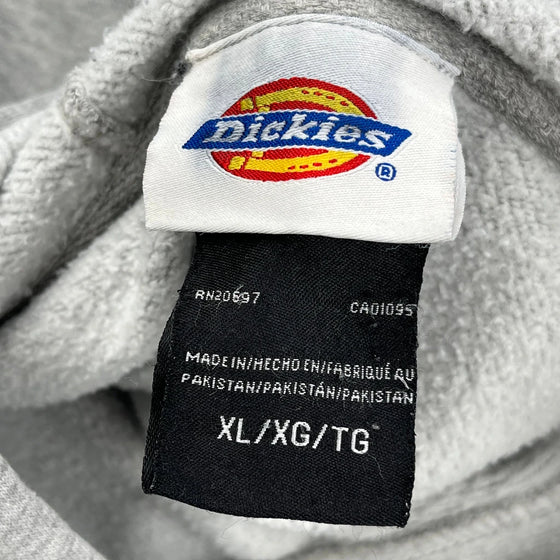 Dickies
®
RN20697 CA01095
MADE IN/HECHO EN/FABRIQUÉ AU
PAKISTAN/PAKISTÁN/PAKISTAN
XL/XG/TG